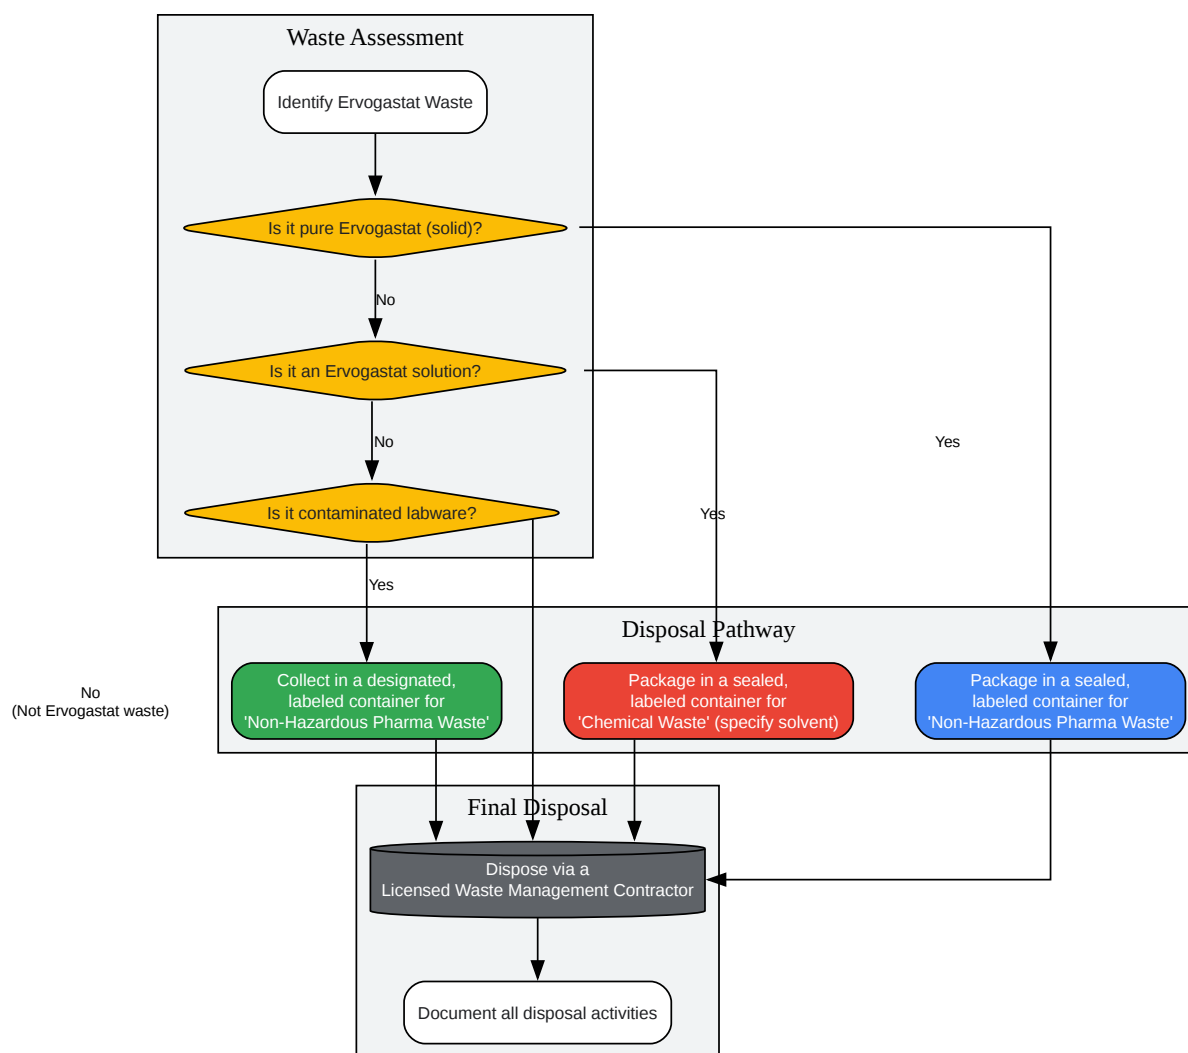 Waste Assessment
Identify Ervogastat Waste
Is it pure Ervogastat (solid)?
No
Is it an Ervogastat solution?
No
Yes
Is it contaminated labware?
Yes
Yes
Disposal Pathway
Collect in a designated,
labeled container for
'Non-Hazardous Pharma Waste'
Package in a sealed,
labeled container for
'Chemical Waste' (specify solvent)
Package in a sealed,
labeled container for
'Non-Hazardous Pharma Waste'
No
(Not Ervogastat waste)
Final Disposal
Dispose via a
Licensed Waste Management Contractor
Document all disposal activities